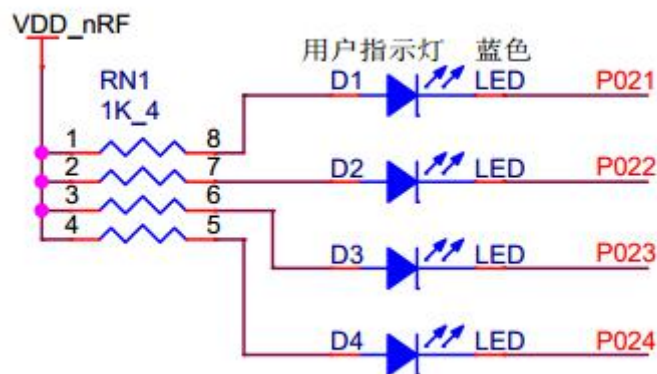 VDD_nRF
用户指示灯 蓝色
RN1
1K_4
D1 LED P021
1 8
2 7
D2 LED P022
3 6
4 5
D3 LED P023
D4 LED P024